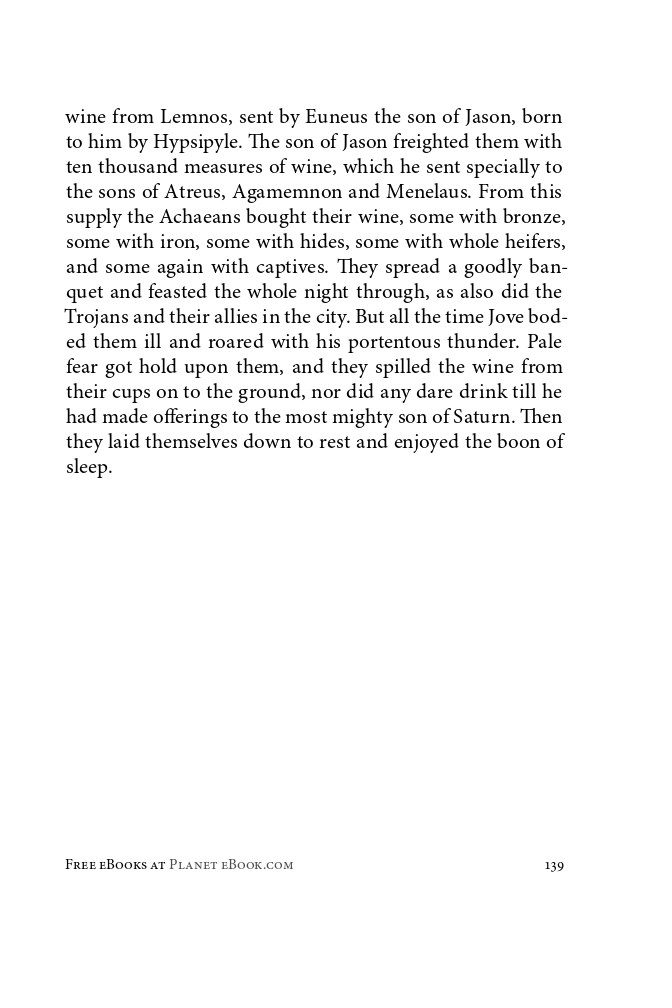 wine from Lemnos, sent by Euneus the son of Jason, born
to him by Hypsipyle. The son of Jason freighted them with
ten thousand measures of wine, which he sent specially to
the sons of Atreus, Agamemnon and Menelaus. From this
supply the Achaeans bought their wine, some with bronze,
some with iron, some with hides, some with whole heifers,
and some again with captives. They spread a goodly ban-
quet and feasted the whole night through, as also did the
Trojans and their allies in the city. But all the time Jove bod-
ed them ill and roared with his portentous thunder. Pale
fear got hold upon them, and they spilled the wine from
their cups on to the ground, nor did any dare drink till he
had made offerings to the most mighty son of Saturn. Then
they laid themselves down to rest and enjoyed the boon of
sleep.
Free eBooks at Planet eBook.com 139